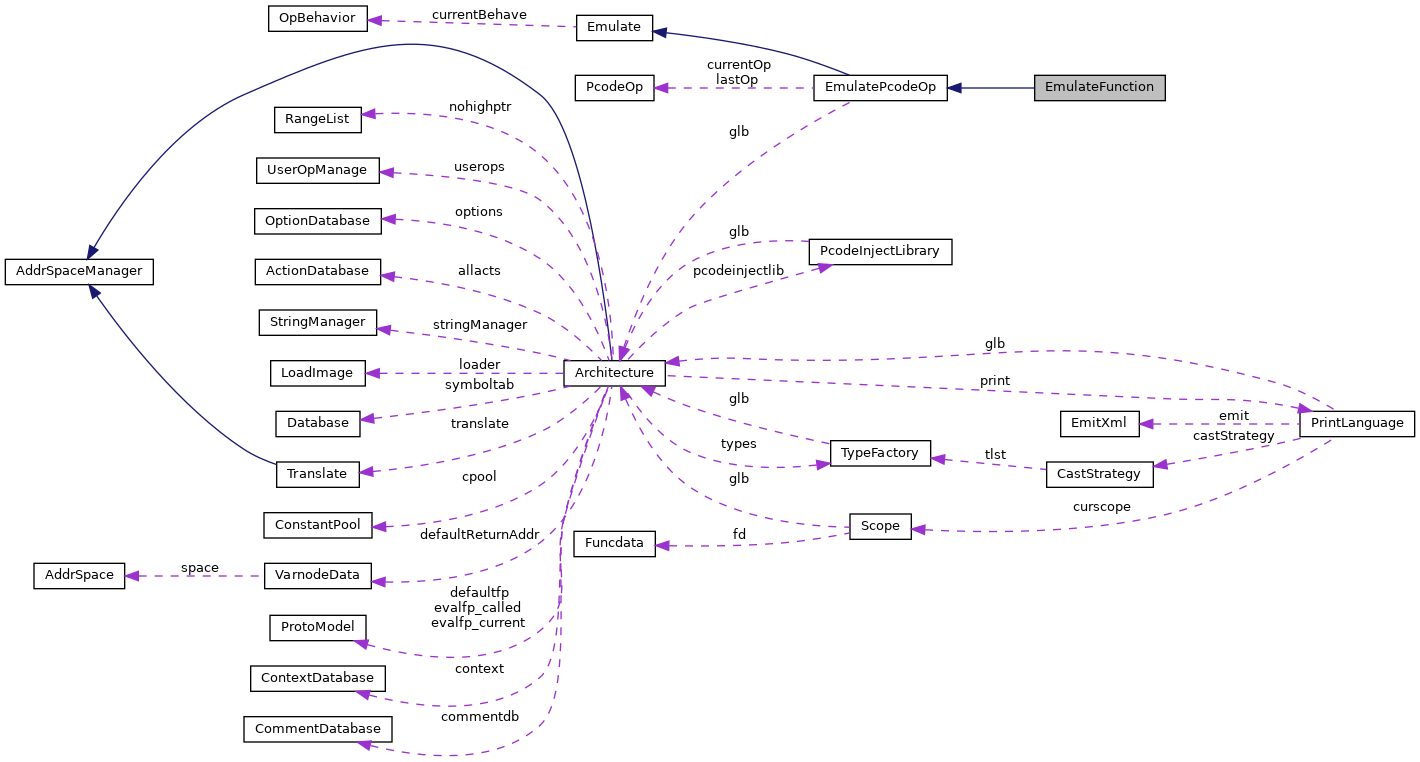 OpBehavior
currentBehave
Emulate
currentOp
lastOp
PcodeOp
EmulatePcodeOp
EmulateFunction
nohighptr
RangeList
glb
userops
UserOpManage
options
OptionDatabase
glb
PcodeInjectLibrary
AddrSpaceManager
ActionDatabase
allacts
pcodeinjectlib
StringManager
stringManager
glb
loader
LoadImage
Architecture
symboltab
print
glb
Database
translate
emit
EmitXml
PrintLanguage
castStrategy
types
TypeFactory
tlst
Translate
cpool
glb
CastStrategy
curscope
ConstantPool
defaultReturnAddr
Scope
fd
Funcdata
AddrSpace
space
VarnodeData
defaultfp
evalfp_called
evalfp_current
ProtoModel
context
ContextDatabase
commentdb
CommentDatabase